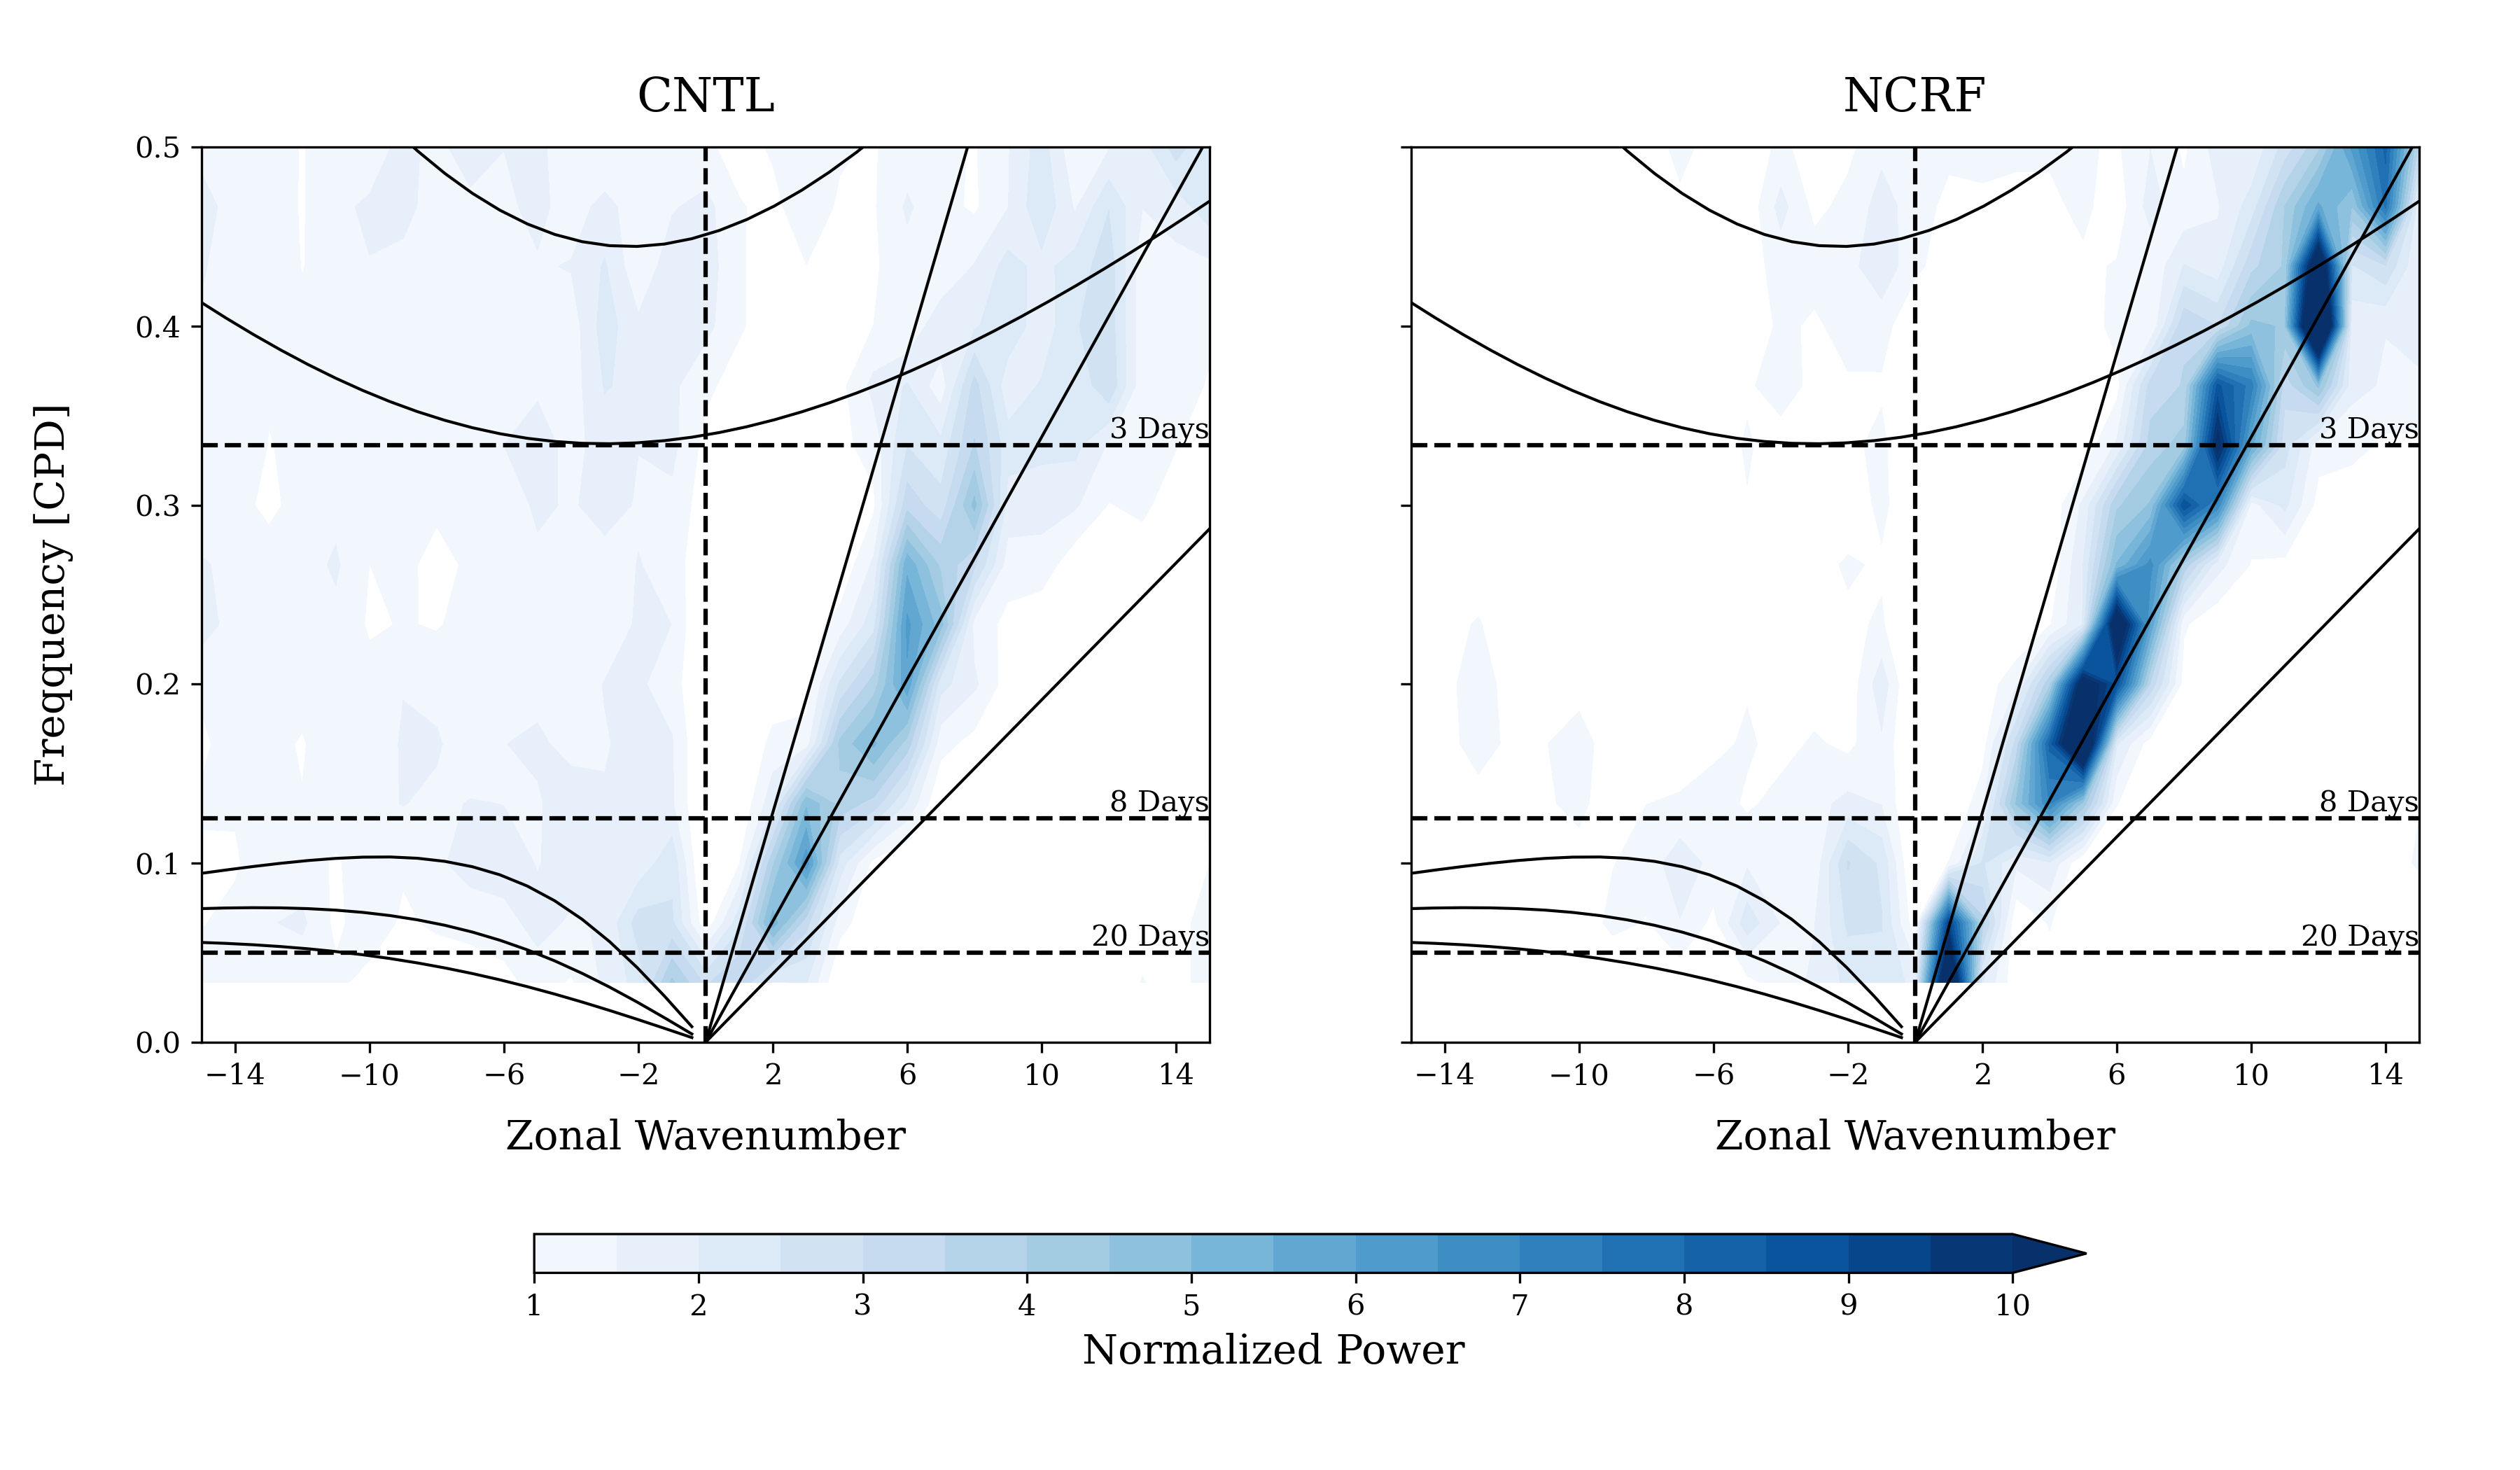 CNTL
NCRF
0.5
0.4
0.3
0.2
0.1
0.0
Freqquency [CPD]
3 Days
8 Days
20 Days
3 Days
8 Days
20 Days
−14 −10 −6 −2 2 6 10 14
−14 −10 −6 −2 2 6 10 14
Zonal Wavenumber
Zonal Wavenumber
1 2 3 4 5 6 7 8 9 10
Normalized Power